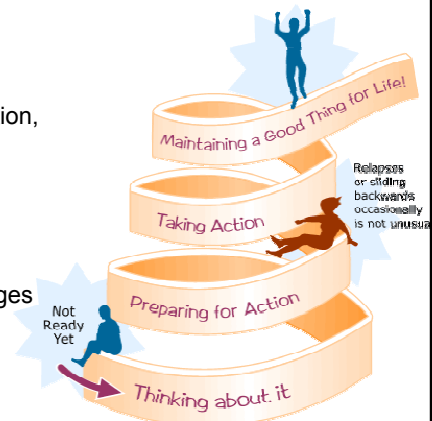 ion,
Maintaining a Good Thing for Life!
Relapses
or sliding
backwards
occasionally
is not unusua
Taking Action
ges
Not
Ready
Yet
Preparing for Action
Thinking about it